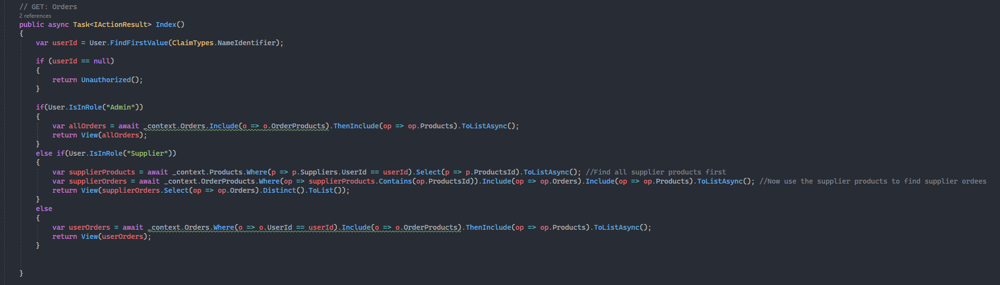 // GET: Orders
2 references
public async Task<IActionResult> Index()
{
var userId = User.FindFirstValue(ClaimTypes.NameIdentifier);
if (userId == null)
{
return Unauthorized();
}
if(User.IsInRole("Admin"))
{
var allOrders = await _context.Orders.Include(o => o.OrderProducts).ThenInclude(op => op.Products).ToListAsync();
return View(allOrders);
}
else if(User.IsInRole("Supplier"))
{
var supplierProducts = await _context.Products.Where(p => p.Suppliers.UserId == userId).Select(p => p.ProductsId).ToListAsync(); //Find all supplier products first
var supplierOrders = await _context.OrderProducts.Where(op => supplierProducts.Contains(op.ProductsId)).Include(op => op.Orders).Include(op => op.Products).ToListAsync(); //Now use the supplier products to find supplier ordees
return View(supplierOrders.Select(op => op.Orders).Distinct().ToList());
}
else
{
var userOrders = await _context.Orders.Where(o => o.UserId == userId).Include(o => o.OrderProducts).ThenInclude(op => op.Products).ToListAsync();
return View(userOrders);
}
}